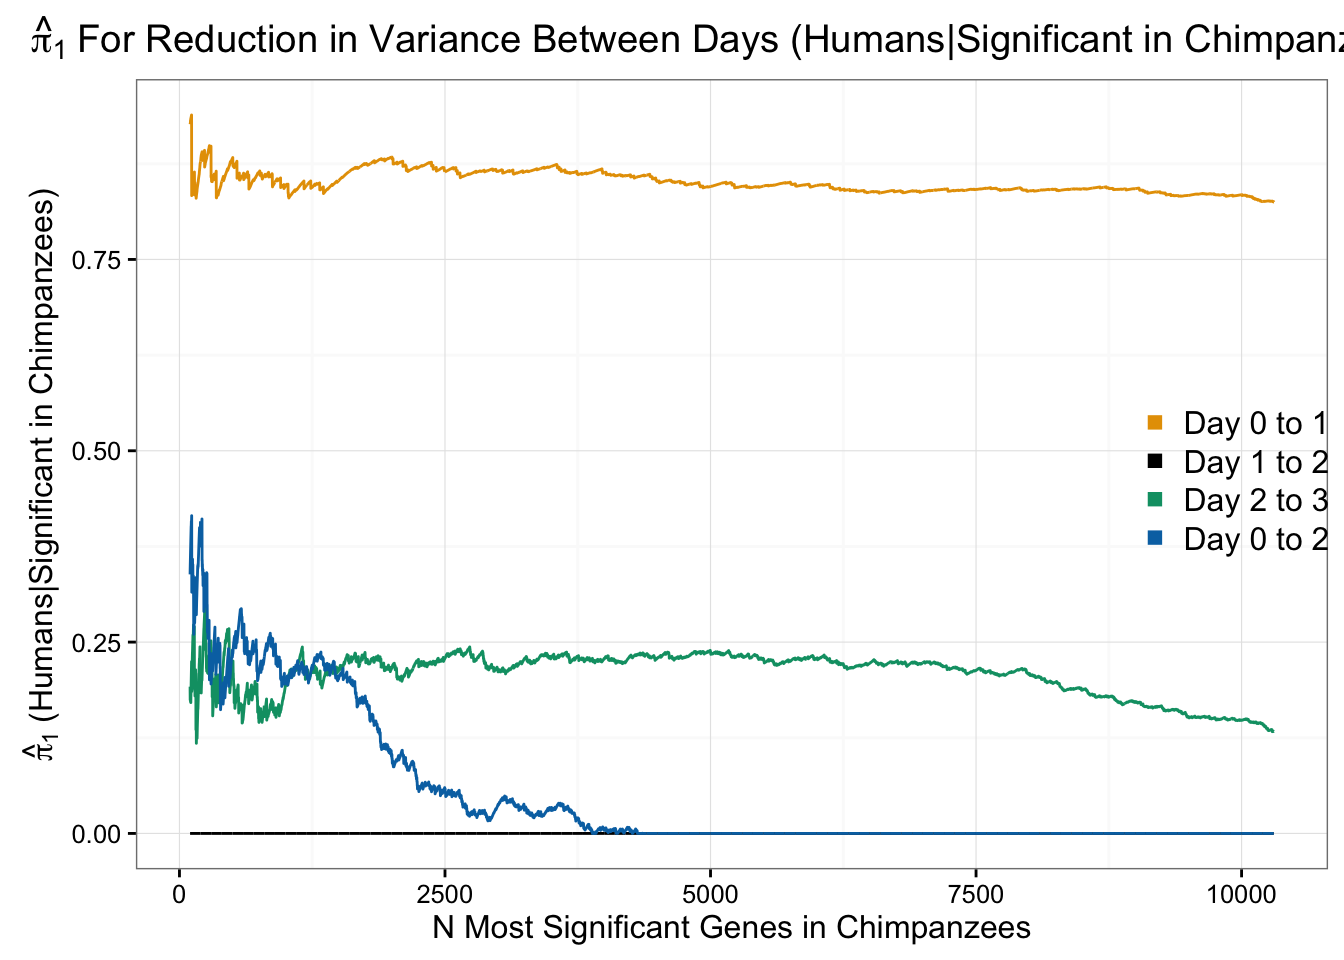 π̂₁ For Reduction in Variance Between Days (Humans|Significant in Chimpanz
π̂₁ (Humans|Significant in Chimpanzees)
0.75
0.50
0.25
0.00
Day 0 to 1
Day 1 to 2
Day 2 to 3
Day 0 to 2
0 2500 5000 7500 10000
N Most Significant Genes in Chimpanzees